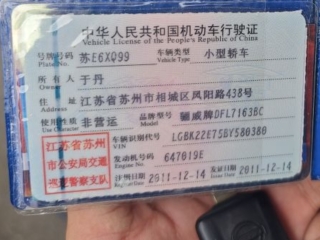 中华人民共和国机动车行驶证
Vehicle License of the People's Republic of China
号牌号码 苏E6X099 车辆类型 小型轿车
Plate No. Vehicle Type
所有人 于丹
Owner
住址 江苏省苏州市相城区凤阳路438号
Address
使用性质 非营运 品牌型号 骊威牌DFL7163BC
Use Character Model
车辆识别代号 LGBK22E75BY580380
VIN
发动机号码 647019E
Engine No.
注册日期 2011-12-14 发证日期 2011-12-14
Register Date Issue Date
江苏省苏州
市公安局交通
巡逻警察支队